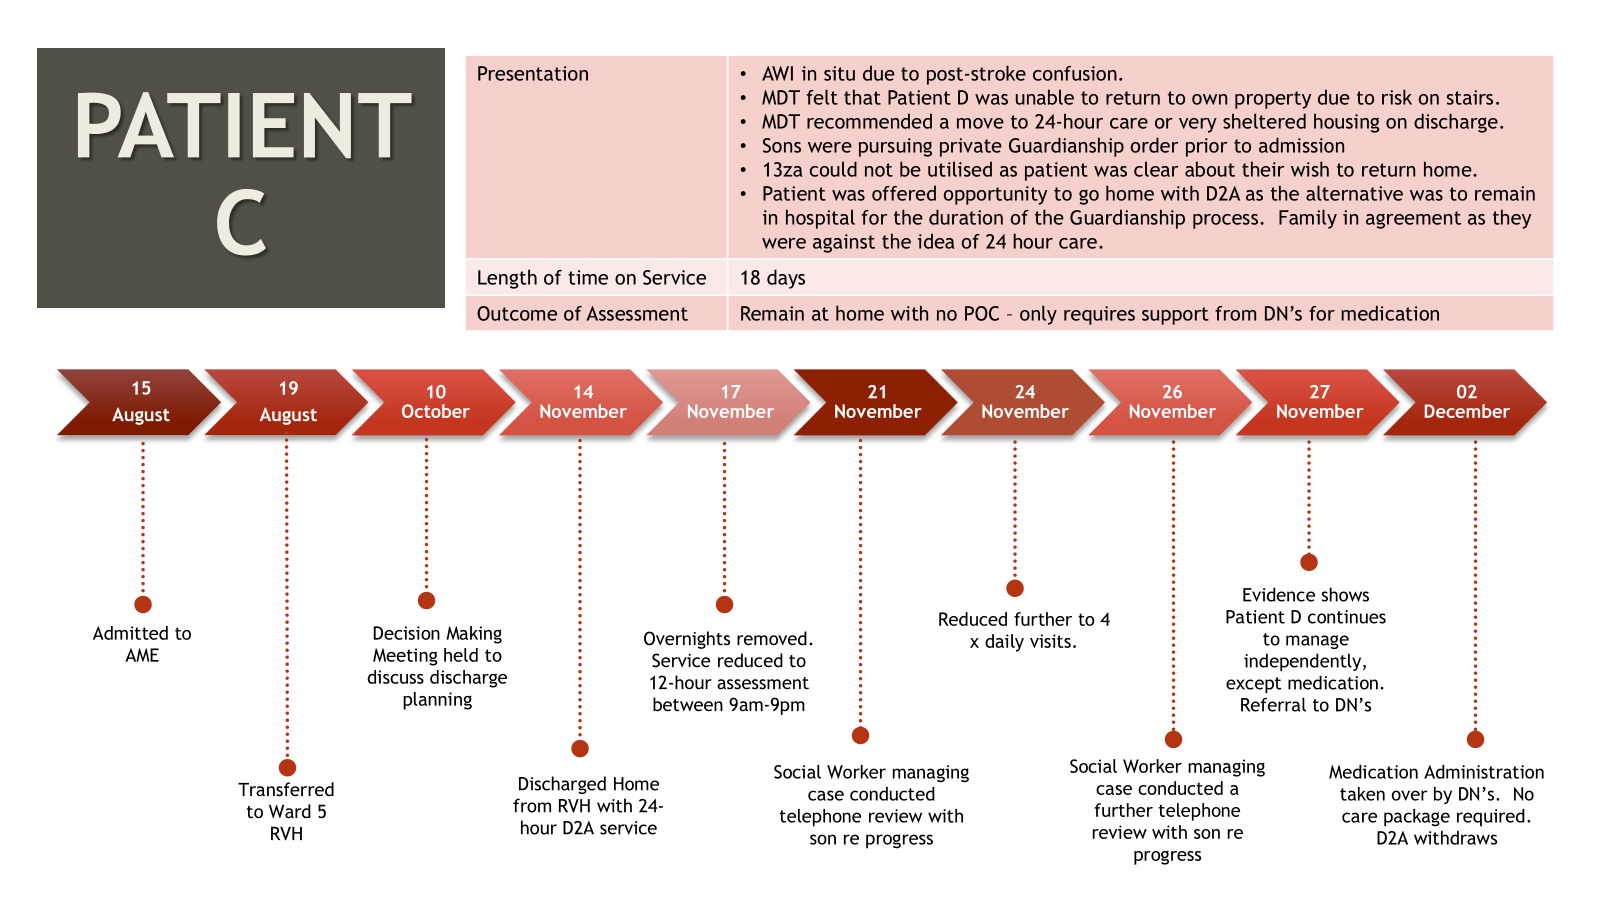 PATIENT
C
Presentation
• AWI in situ due to post-stroke confusion.
• MDT felt that Patient D was unable to return to own property due to risk on stairs.
• MDT recommended a move to 24-hour care or very sheltered housing on discharge.
• Sons were pursuing private Guardianship order prior to admission
• 13za could not be utilised as patient was clear about their wish to return home.
• Patient was offered opportunity to go home with D2A as the alternative was to remain
in hospital for the duration of the Guardianship process. Family in agreement as they
were against the idea of 24 hour care.
Length of time on Service
18 days
Outcome of Assessment
Remain at home with no POC – only requires support from DN's for medication
15
August
19
August
10
October
14
November
17
November
21
November
24
November
26
November
27
November
02
December
Admitted to
AME
Transferred
to Ward 5
RVH
Decision Making
Meeting held to
discuss discharge
planning
Discharged Home
from RVH with 24-
hour D2A service
Overnights removed.
Service reduced to
12-hour assessment
between 9am-9pm
Social Worker managing
case conducted
telephone review with
son re progress
Reduced further to 4
x daily visits.
Social Worker managing
case conducted a
further telephone
review with son re
progress
Evidence shows
Patient D continues
to manage
independently,
except medication.
Referral to DN's
Medication Administration
taken over by DN's. No
care package required.
D2A withdraws